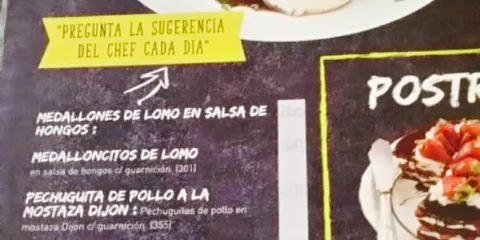 "PREGUNTA LA SUGERENCIA
DEL CHEF CADA DIA"
MEDALLONES DE LOMO EN SALSA DE
HONGOS :
MEDALLONCITOS DE LOMO
en salsa de hongos c/ guarnición (301)
PECHUGUITA DE POLLO A LA
MOSTAZA DIJON : Pechuguitas de pollo en
mostaza Dijon c/ guarnición (355)
POSTR